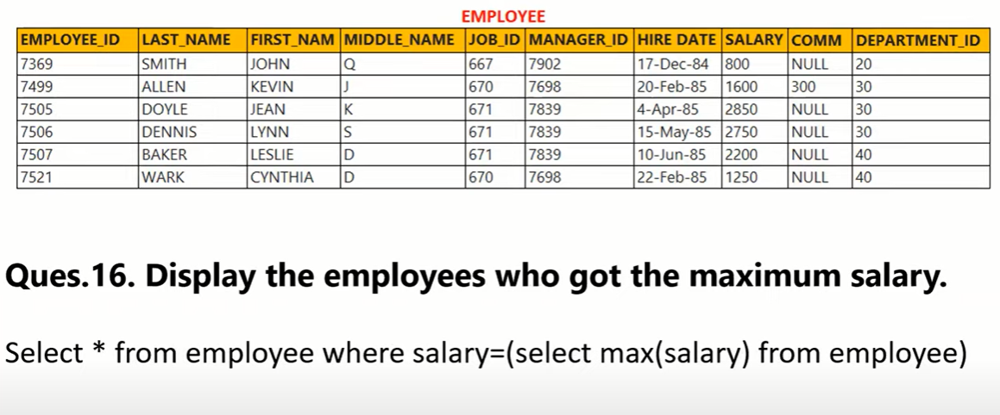 EMPLOYEE
EMPLOYEE_ID LAST_NAME FIRST_NAM MIDDLE_NAME JOB_ID MANAGER_ID HIRE DATE SALARY COMM DEPARTMENT_ID
7369 SMITH JOHN Q 667 7902 17-Dec-84 800 NULL 20
7499 ALLEN KEVIN J 670 7698 20-Feb-85 1600 300 30
7505 DOYLE JEAN K 671 7839 4-Apr-85 2850 NULL 30
7506 DENNIS LYNN S 671 7839 15-May-85 2750 NULL 30
7507 BAKER LESLIE D 671 7839 10-Jun-85 2200 NULL 40
7521 WARK CYNTHIA D 670 7698 22-Feb-85 1250 NULL 40
Ques.16. Display the employees who got the maximum salary.
Select * from employee where salary=(select max(salary) from employee)